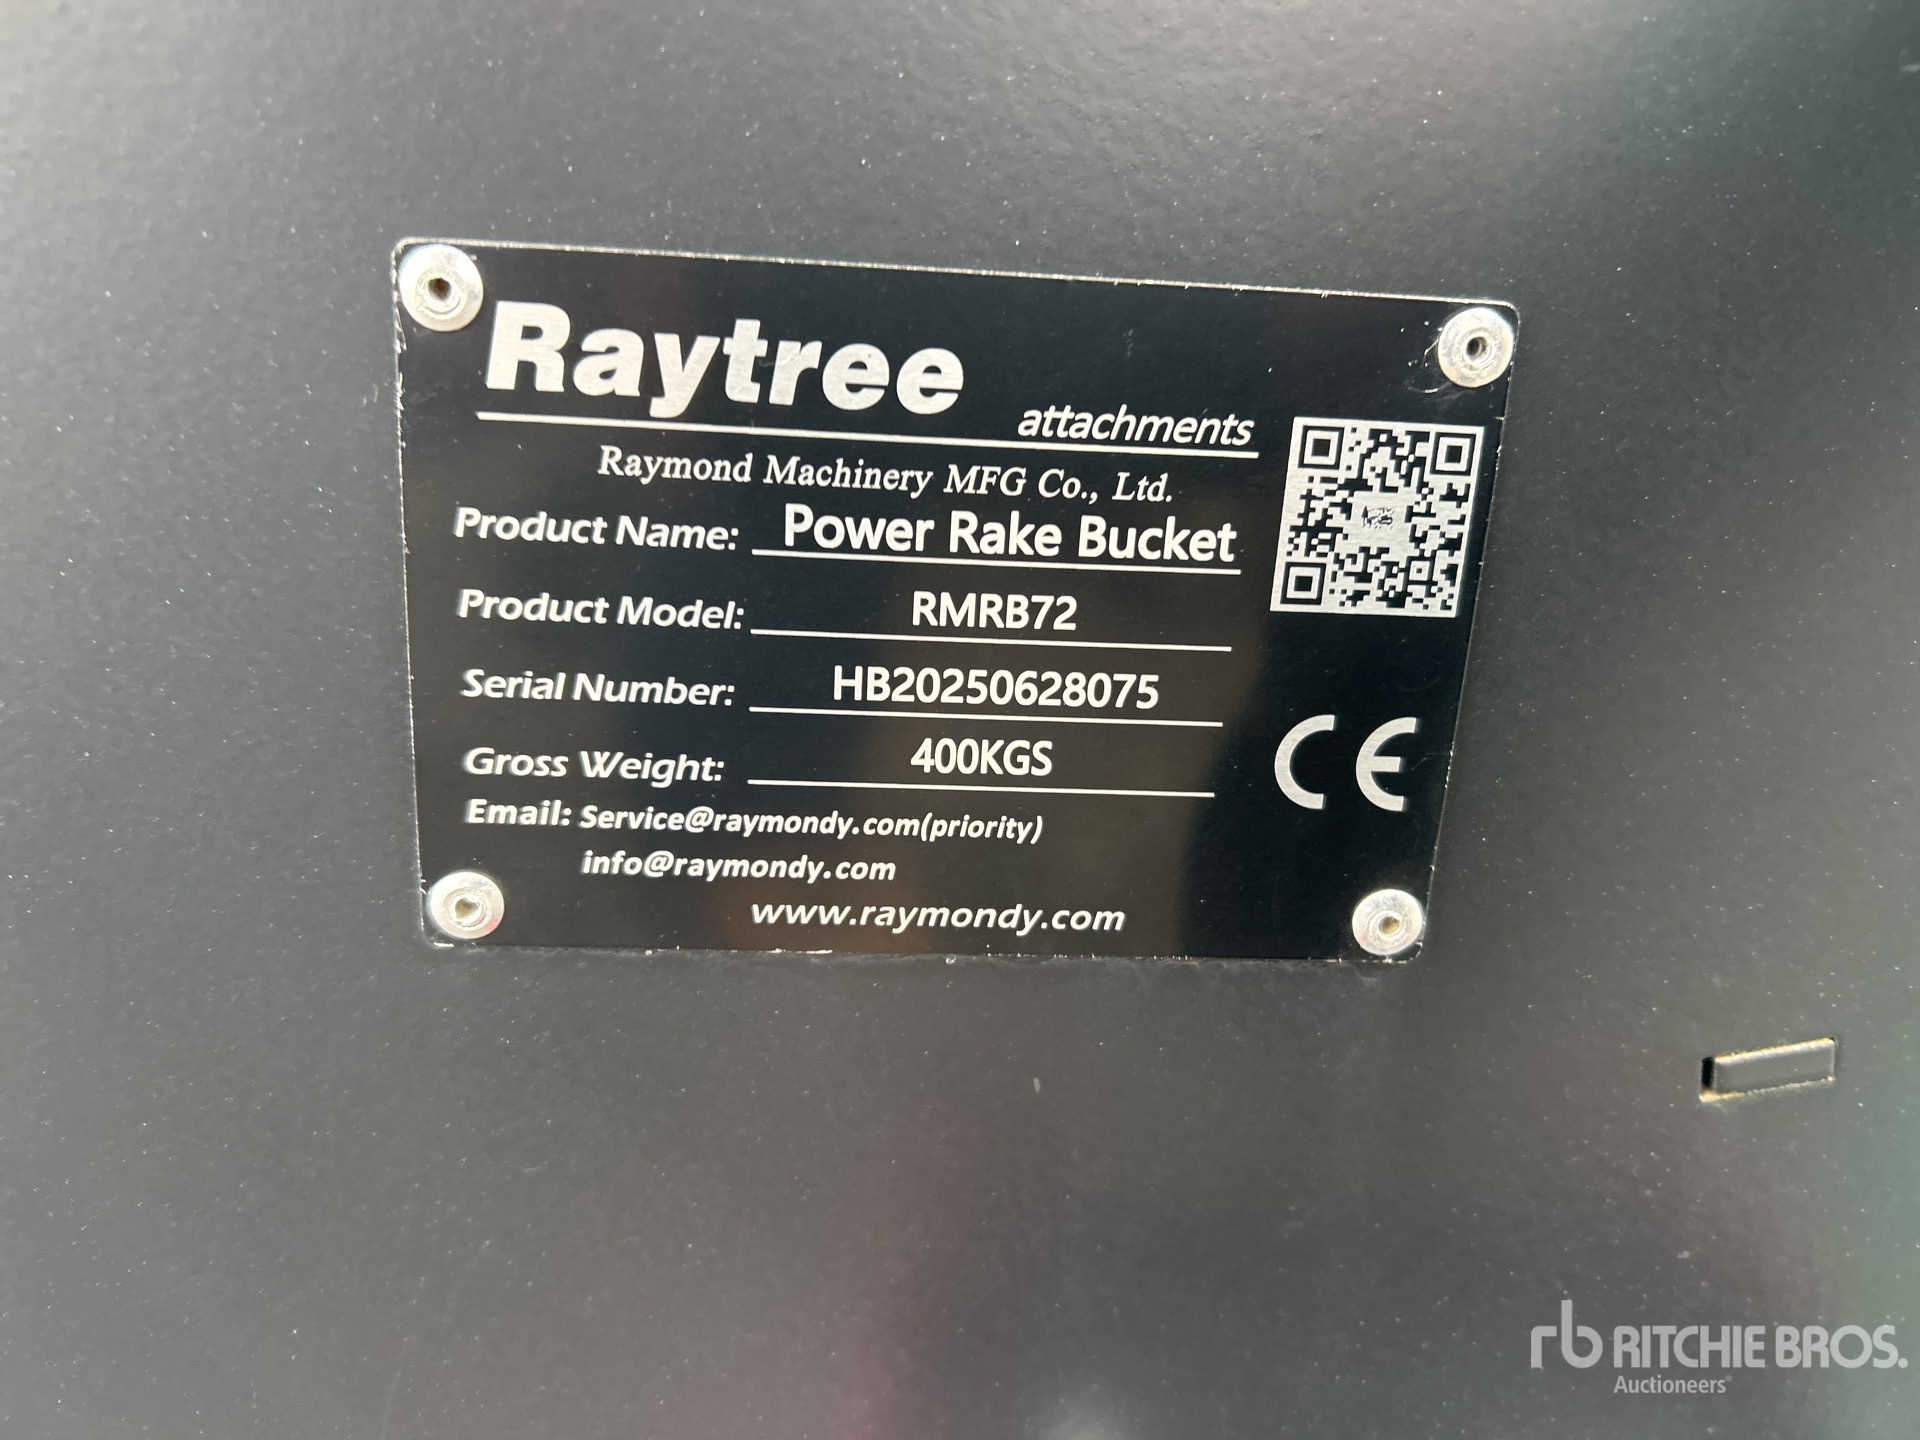 Raytree
attachments
Raymond Machinery MFG Co., Ltd.
Product Name: Power Rake Bucket
Product Model: RMRB72
Serial Number: HB20250628075
Gross Weight: 400KGS
CE
Email: Service@raymondy.com(priority)
info@raymondy.com
www.raymondy.com
rb RITCHIE BROS.
Auctioneers